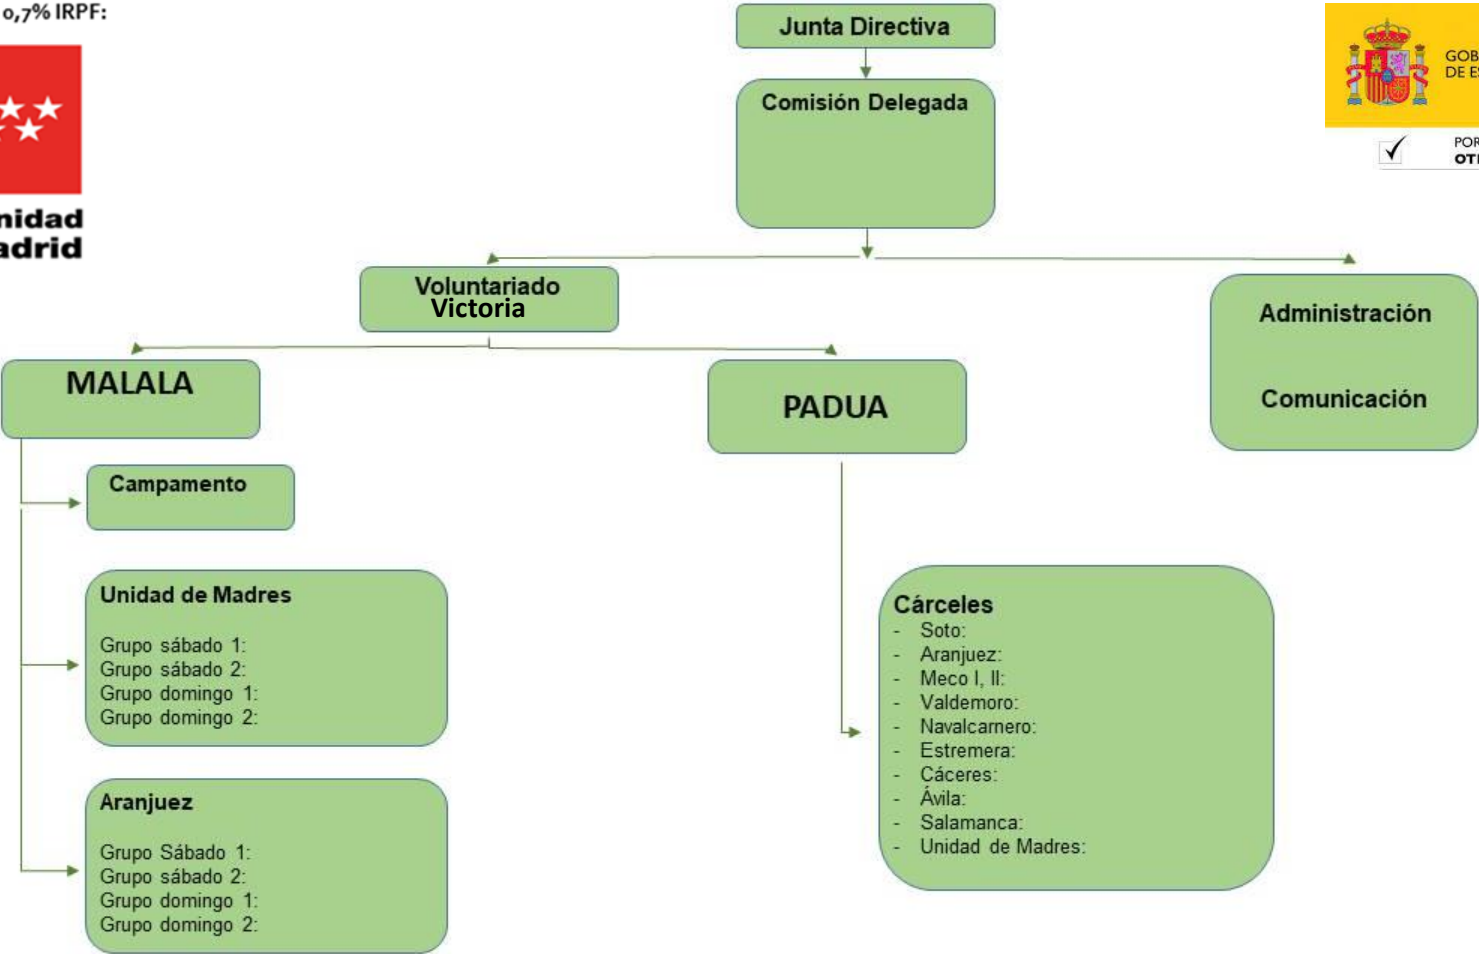 0,7% IRPF:
nidad
adrid
GOB
DE ES
POR
OTR
Junta Directiva
Comisión Delegada
Voluntariado
Victoria
Administración
Comunicación
MALALA
PADUA
Campamento
Unidad de Madres
Grupo sábado 1:
Grupo sábado 2:
Grupo domingo 1:
Grupo domingo 2:
Aranjuez
Grupo Sábado 1:
Grupo sábado 2:
Grupo domingo 1:
Grupo domingo 2:
Cárceles
- Soto:
- Aranjuez:
- Meco I, II:
- Valdemoro:
- Navalcarnero:
- Estremera:
- Cáceres:
- Ávila:
- Salamanca:
- Unidad de Madres: